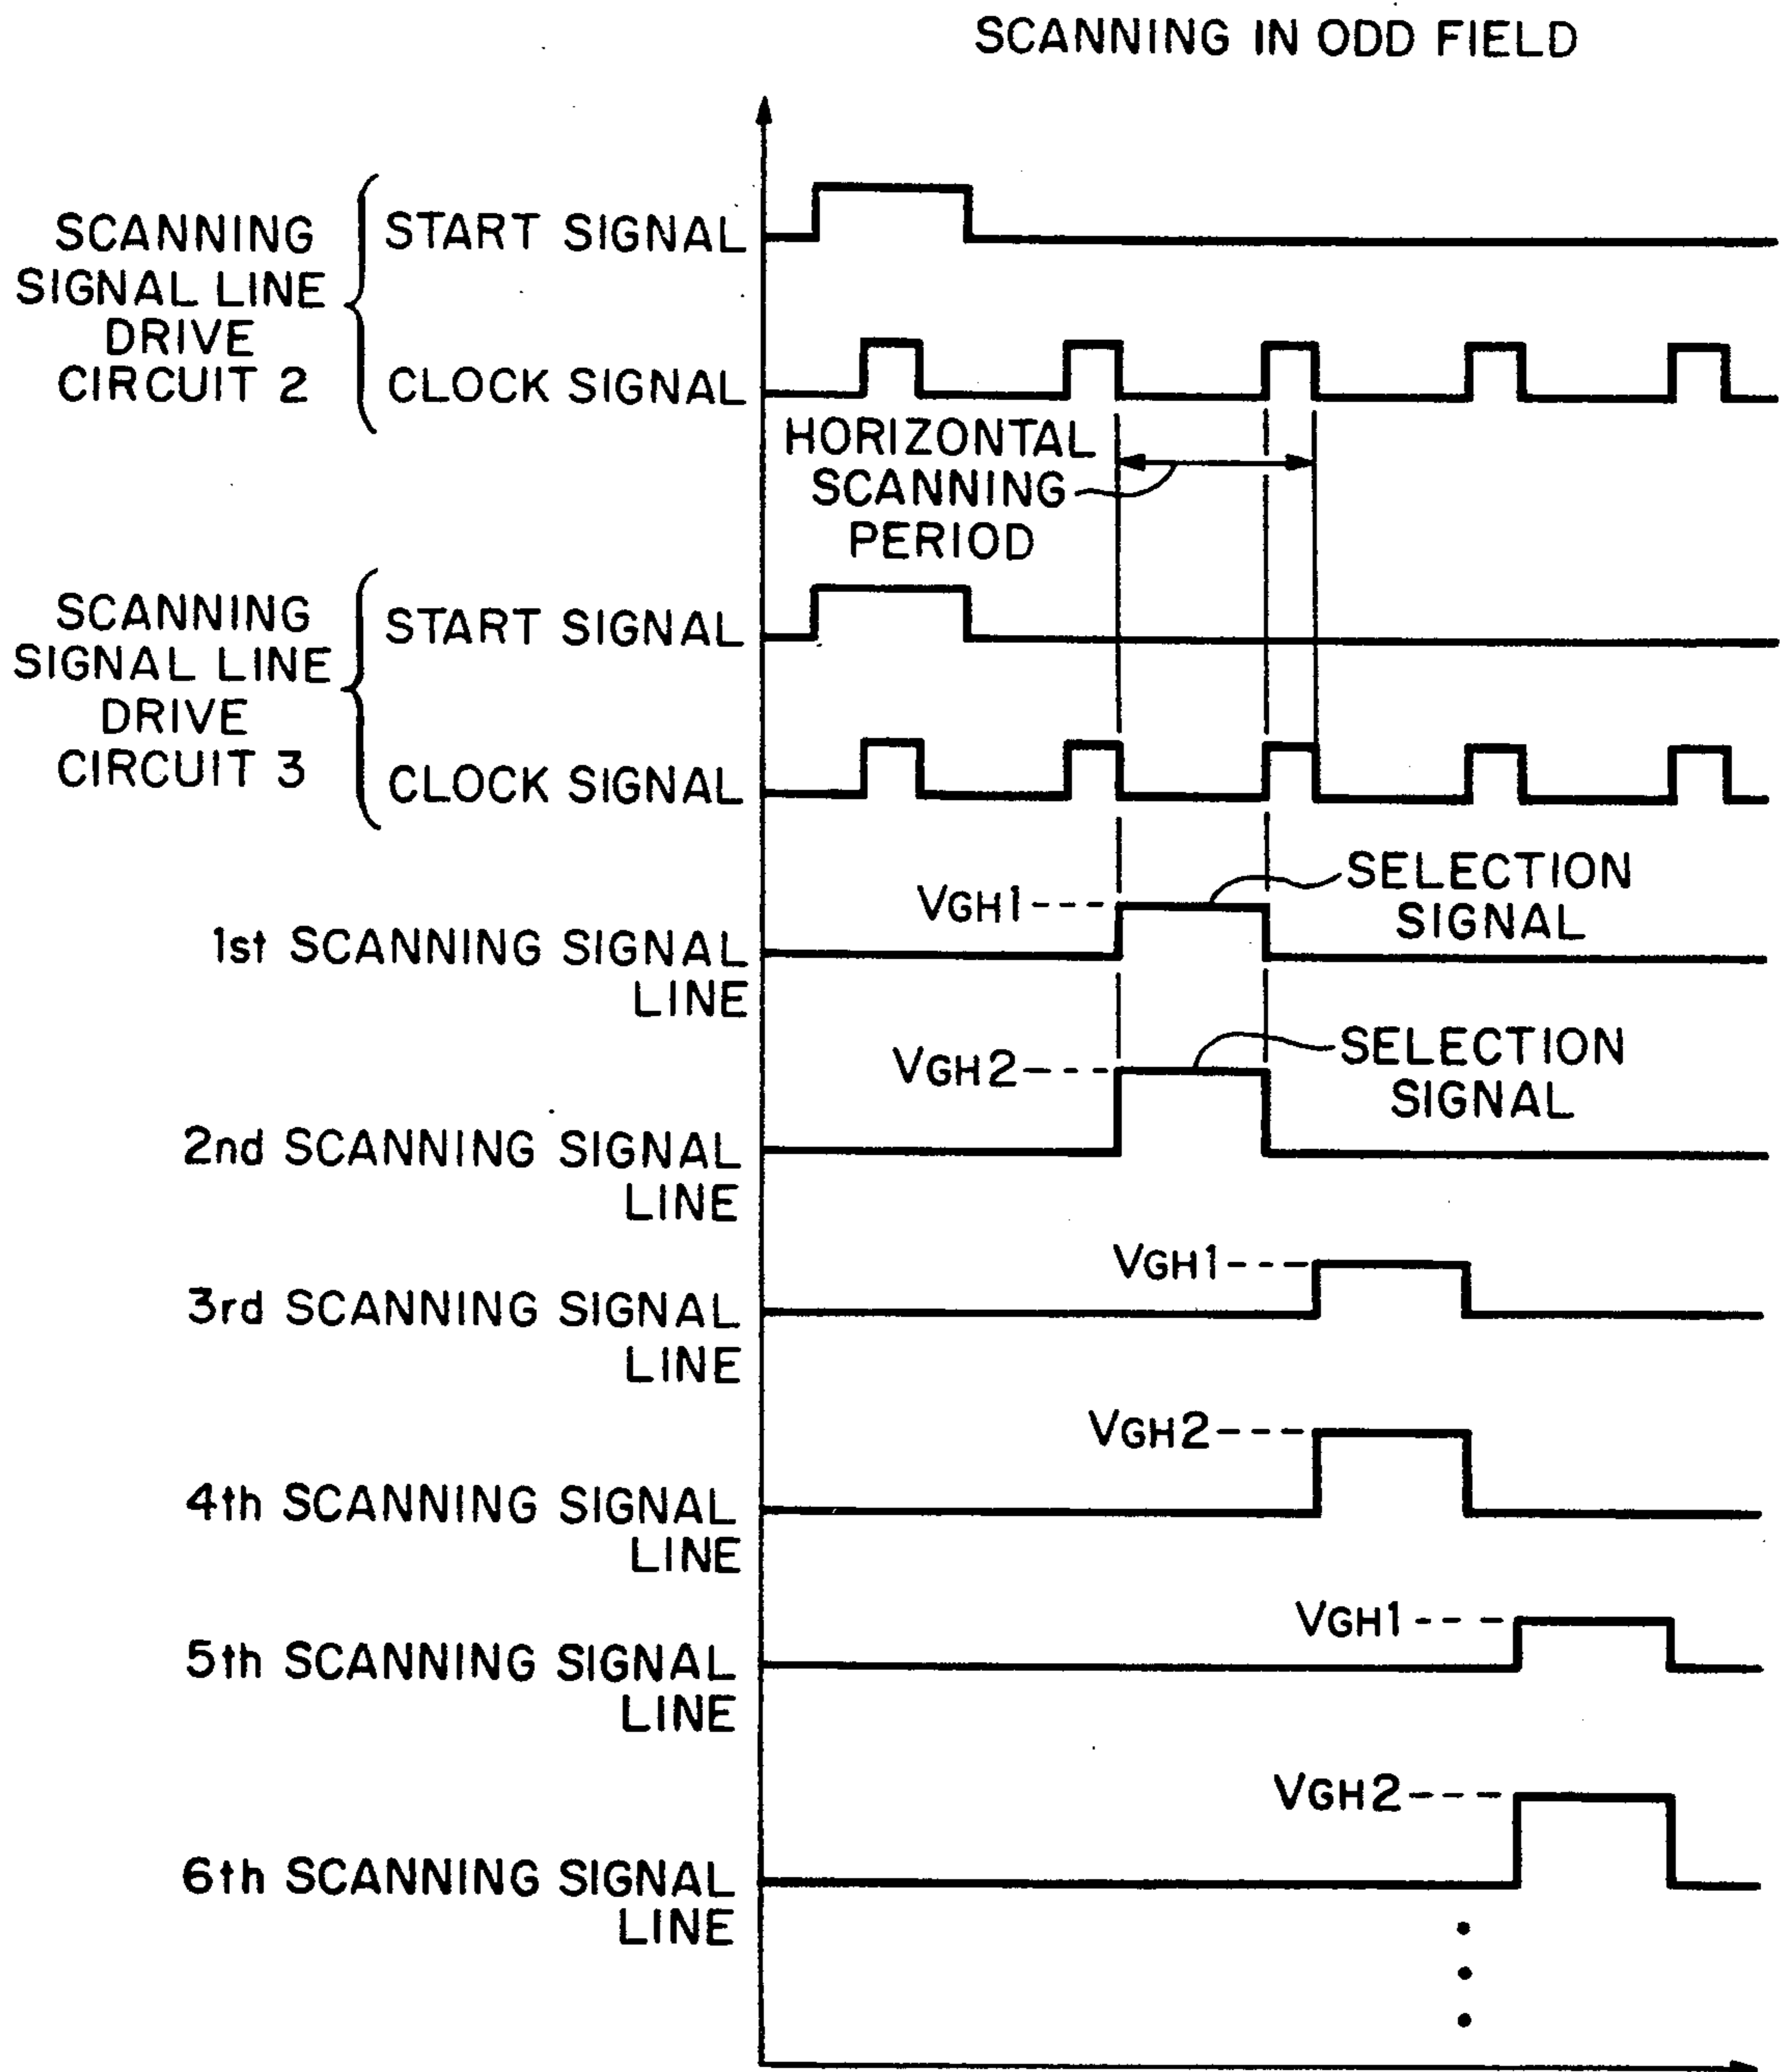 SCANNING IN ODD FIELD
SCANNING
SIGNAL LINE
DRIVE
CIRCUIT 2
START SIGNAL
CLOCK SIGNAL
HORIZONTAL
SCANNING
PERIOD
SCANNING
SIGNAL LINE
DRIVE
CIRCUIT 3
START SIGNAL
CLOCK SIGNAL
VGH1
SELECTION
SIGNAL
1st SCANNING SIGNAL
LINE
VGH2
SELECTION
SIGNAL
2nd SCANNING SIGNAL
LINE
VGH1
3rd SCANNING SIGNAL
LINE
VGH2
4th SCANNING SIGNAL
LINE
VGH1
5th SCANNING SIGNAL
LINE
VGH2
6th SCANNING SIGNAL
LINE